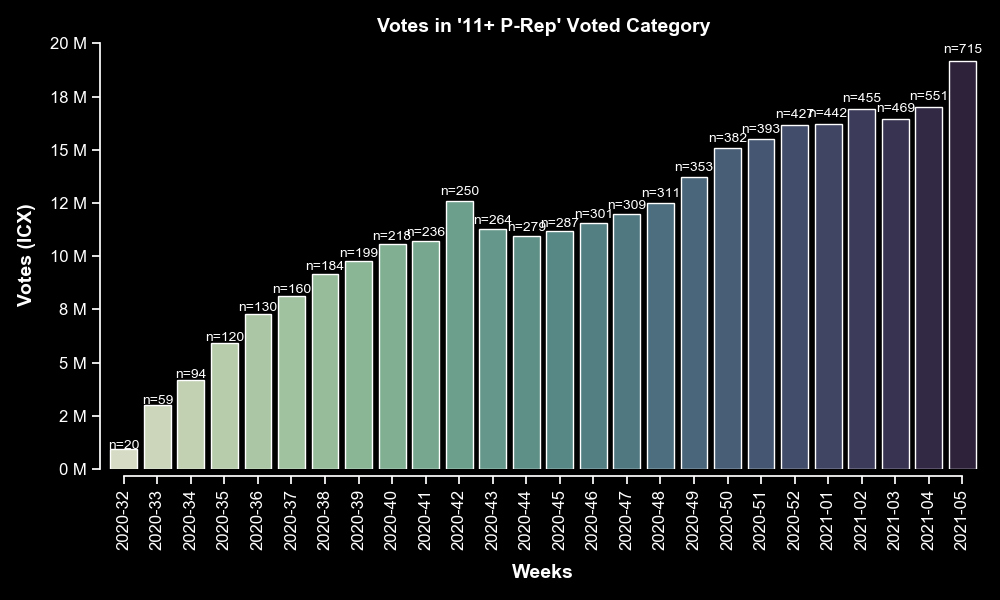 Votes in '11+ P-Rep' Voted Category
Votes (ICX)
20 M
18 M
15 M
12 M
10 M
8 M
5 M
2 M
0 M
n=20
n=59
n=94
n=120
n=130
n=160
n=184
n=199
n=218
n=236
n=250
n=264
n=279
n=287
n=301
n=309
n=311
n=353
n=382
n=393
n=427
n=442
n=455
n=469
n=551
n=715
2020-32
2020-33
2020-34
2020-35
2020-36
2020-37
2020-38
2020-39
2020-40
2020-41
2020-42
2020-43
2020-44
2020-45
2020-46
2020-47
2020-48
2020-49
2020-50
2020-51
2020-52
2021-01
2021-02
2021-03
2021-04
2021-05
Weeks